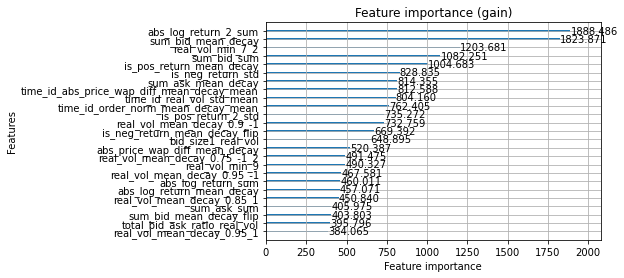 Feature importance (gain)
abs_log_return_2_sum 1888.486
sum_bid_mean_decay 1823.871
real_vol_min_7_2 1203.681
sum_bid_sum 1082.251
is_pos_return_mean_decay 1004.683
is_neg_return_std 828.835
sum_ask_mean_decay 814.355
time_id_abs_price_wap_diff_mean_decay_mean 812.588
time_id_real_vol_std_mean 804.160
time_id_order_norm_mean_decay_mean 762.405
is_pos_return_2_std 735.272
real_vol_mean_decay_0.9_-1 732.759
is_neg_return_mean_decay_flip 669.392
bid_size1_real_vol 648.895
abs_price_wap_diff_mean_decay 520.387
real_vol_mean_decay_0.75_-1_2 491.475
real_vol_min_9 490.327
real_vol_mean_decay_0.95_-1 467.581
abs_log_return_sum 460.011
abs_log_return_mean_decay 457.071
real_vol_mean_decay_0.85_1 450.840
sum_ask_sum 405.975
sum_bid_mean_decay_flip 403.803
total_bid_ask_ratio_real_vol 395.796
real_vol_mean_decay_0.95_1 384.065
Features
0 250 500 750 1000 1250 1500 1750 2000
Feature importance